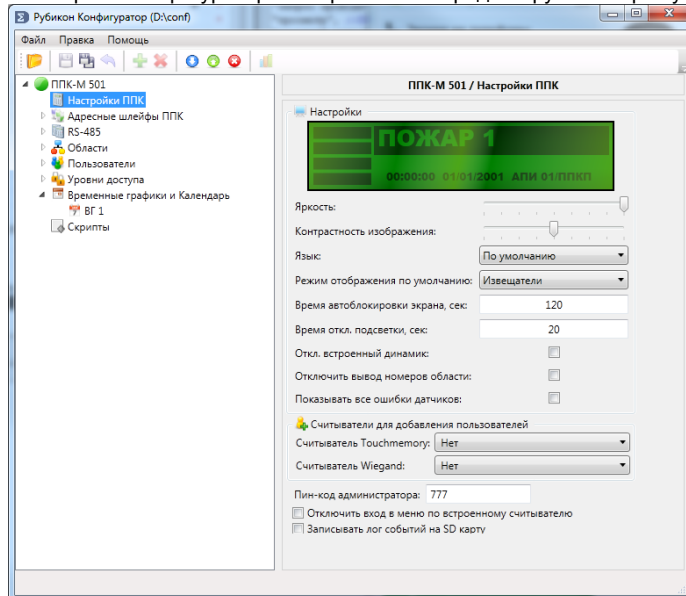 Рубикон Конфигуратор (D:\conf)
Файл Правка Помощь
ППК-М 501
Настройки ППК
Адресные шлейфы ППК
RS-485
Области
Пользователи
Уровни доступа
Временные графики и Календарь
ВГ 1
Скрипты
ППК-М 501 / Настройки ППК
Настройки
ПОЖАР 1
00:00:00 01/01/2001 АПИ 01/ППКП
Яркость:
Контрастность изображения:
Язык: По умолчанию
Режим отображения по умолчанию: Извещатели
Время автоблокировки экрана, сек: 120
Время откл. подсветки, сек: 20
Откл. встроенный динамик:
Отключить вывод номеров области:
Показывать все ошибки датчиков:
Считыватели для добавления пользователей
Считыватель Touchmemory: Нет
Считыватель Wiegand: Нет
Пин-код администратора: 777
Отключить вход в меню по встроенному считывателю
Записывать лог событий на SD карту